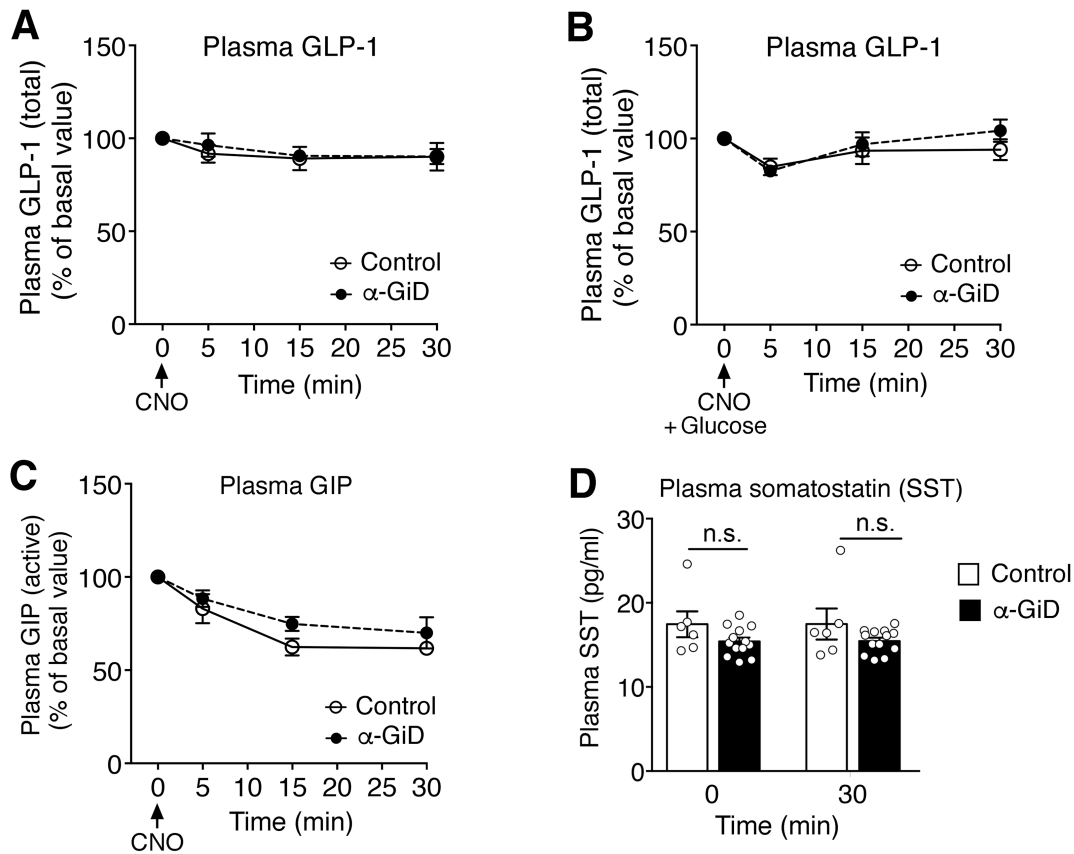 A
Plasma GLP-1
Plasma GLP-1 (total)
(% of basal value)
150
100
50
0
Control
α-GiD
0 5 10 15 20 25 30
Time (min)
CNO
B
Plasma GLP-1
Plasma GLP-1 (total)
(% of basal value)
150
100
50
0
Control
α-GiD
0 5 10 15 20 25 30
Time (min)
CNO
+ Glucose
C
Plasma GIP
Plasma GIP (active)
(% of basal value)
150
100
50
0
Control
α-GiD
0 5 10 15 20 25 30
Time (min)
CNO
D
Plasma somatostatin (SST)
Plasma SST (pg/ml)
30
20
10
0
n.s.
n.s.
Control
α-GiD
0 30
Time (min)